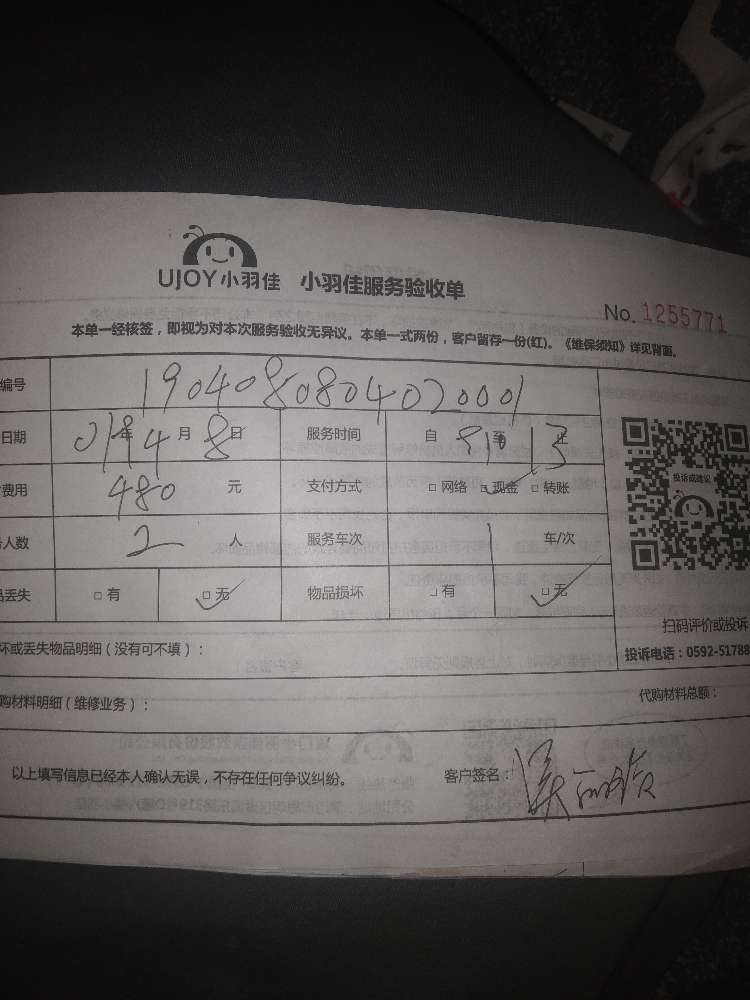 UJOY小羽佳 小羽佳服务验收单
No. 1255771
本单一经核签，即视为对本次服务验收无异议。本单一式两份，客户留存一份(红)。《维保须知》详见背面。
编号 1904080804020001
日期 019年4月8日 服务时间 自 8 至 13 止
费用 480 元 支付方式 □ 网络 □ 现金 □ 转账
人数 2 人 服务车次 1 车/次
丢失 □ 有 □ 无 物品损坏 □ 有 □ 无
投诉或建议
扫码评价或投诉
投诉电话：0592-51788
坏或丢失物品明细（没有可不填）：
购材料明细（维修业务）： 代购材料总额：
以上填写信息已经本人确认无误，不存在任何争议纠纷。 客户签名：